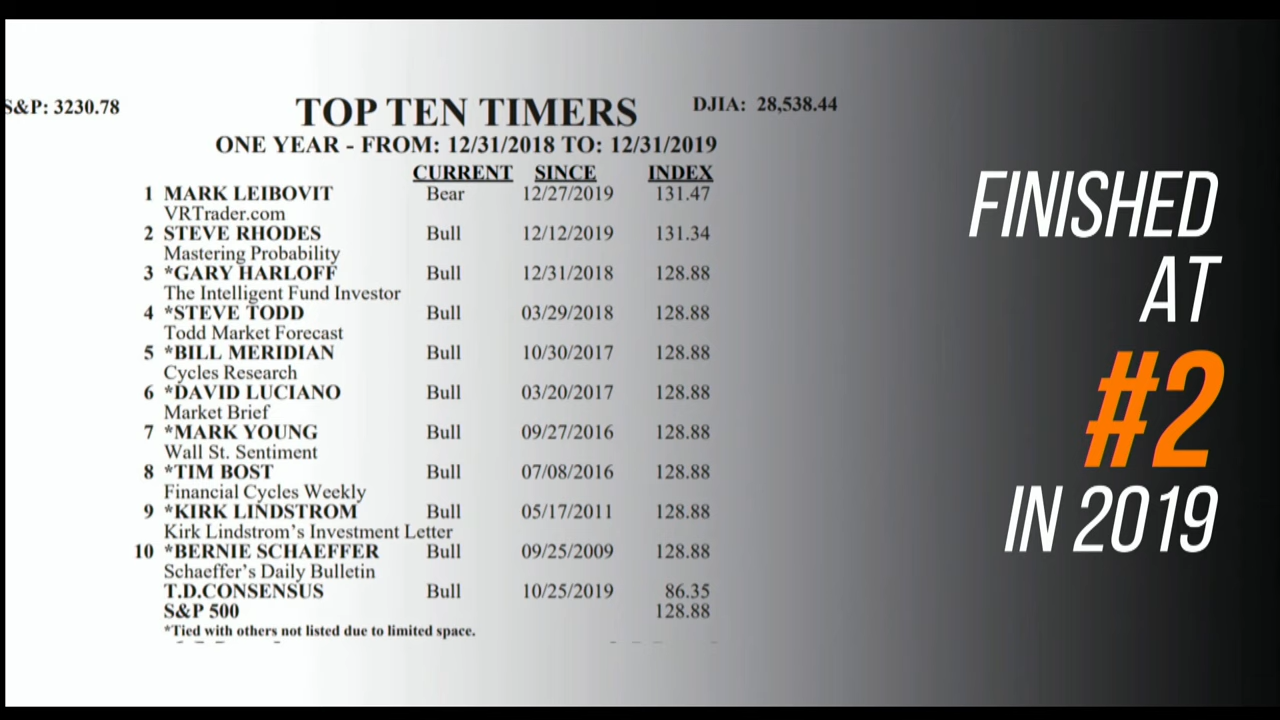 S&P: 3230.78
TOP TEN TIMERS
DJIA: 28,538.44
ONE YEAR - FROM: 12/31/2018 TO: 12/31/2019
CURRENT SINCE INDEX
1 MARK LEIBOVIT Bear 12/27/2019 131.47
VRTrader.com
2 STEVE RHODES Bull 12/12/2019 131.34
Mastering Probability
3 *GARY HARLOFF Bull 12/31/2018 128.88
The Intelligent Fund Investor
4 *STEVE TODD Bull 03/29/2018 128.88
Todd Market Forecast
5 *BILL MERIDIAN Bull 10/30/2017 128.88
Cycles Research
6 *DAVID LUCIANO Bull 03/20/2017 128.88
Market Brief
7 *MARK YOUNG Bull 09/27/2016 128.88
Wall St. Sentiment
8 *TIM BOST Bull 07/08/2016 128.88
Financial Cycles Weekly
9 *KIRK LINDSTROM Bull 05/17/2011 128.88
Kirk Lindstrom's Investment Letter
10 *BERNIE SCHAEFFER Bull 09/25/2009 128.88
Schaeffer's Daily Bulletin
T.D.CONSENSUS Bull 10/25/2019 86.35
S&P 500 128.88
*Tied with others not listed due to limited space.
FINISHED
AT
#2
IN 2019